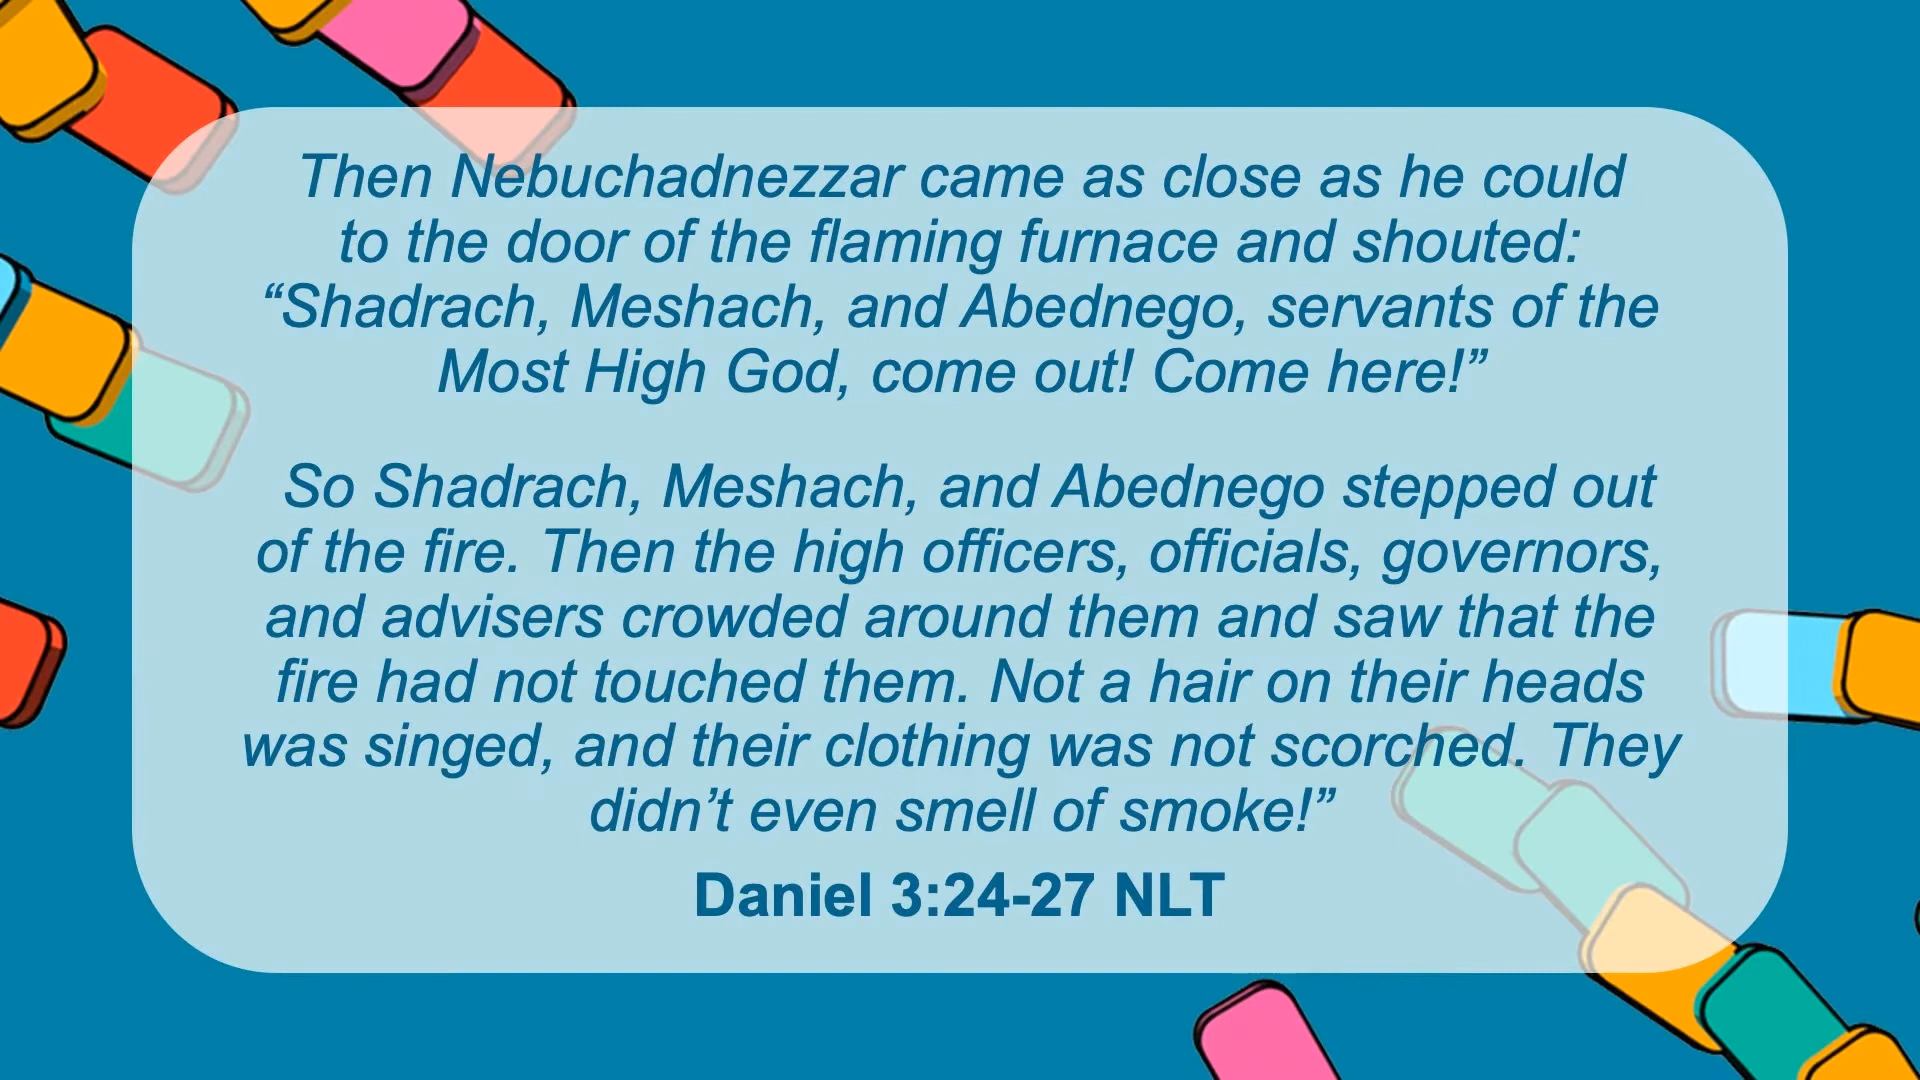 Then Nebuchadnezzar came as close as he could
to the door of the flaming furnace and shouted:
“Shadrach, Meshach, and Abednego, servants of the
Most High God, come out! Come here!”
So Shadrach, Meshach, and Abednego stepped out
of the fire. Then the high officers, officials, governors,
and advisers crowded around them and saw that the
fire had not touched them. Not a hair on their heads
was singed, and their clothing was not scorched. They
didn’t even smell of smoke!”
Daniel 3:24-27 NLT